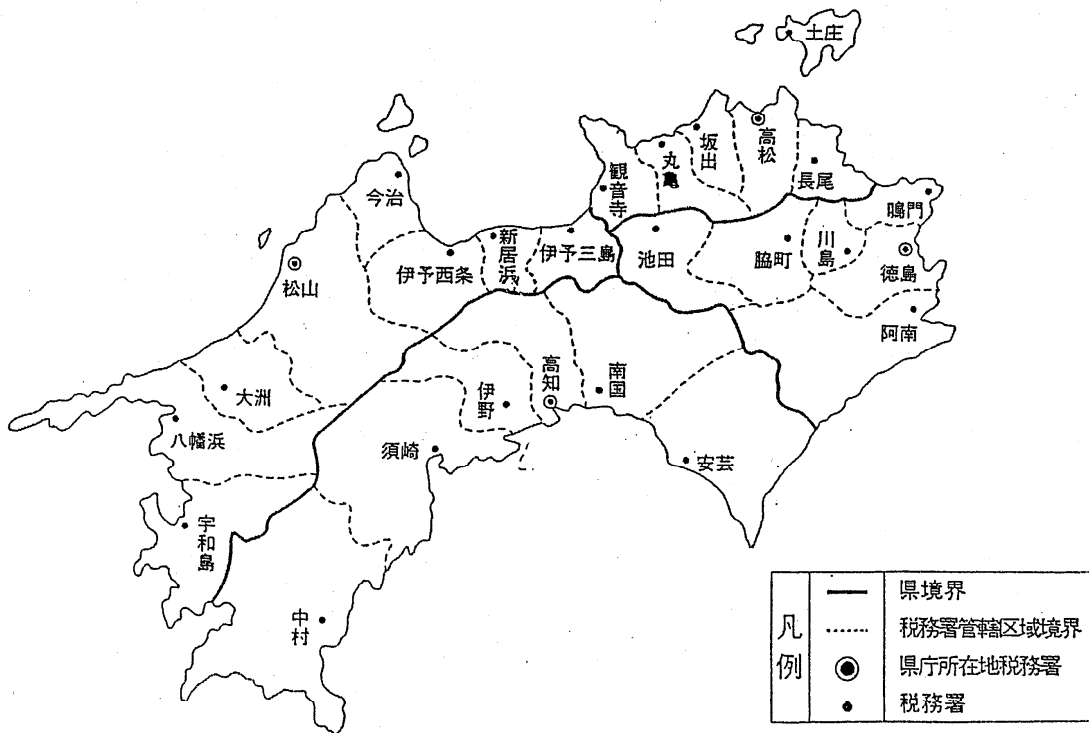 土庄
高松
坂出
丸亀
観音寺
長尾
鳴門
今治
新居浜
伊予三島
池田
脇町
川島
徳島
伊予西条
松山
阿南
高知
南国
大洲
伊野
八幡浜
須崎
安芸
宇和島
中村
凡例
県境界
税務署管轄区域境界
県庁所在地税務署
税務署